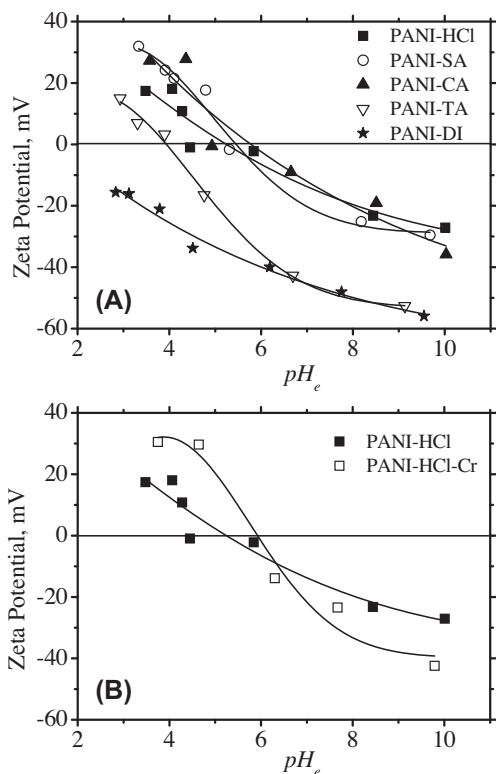 40
20
0
-20
-40
-60
Zeta Potential, mV
PANI-HCl
PANI-SA
PANI-CA
PANI-TA
PANI-DI
(A)
2 4 6 8 10
pHe
40
20
0
-20
-40
-60
Zeta Potential, mV
PANI-HCl
PANI-HCl-Cr
(B)
2 4 6 8 10
pHe